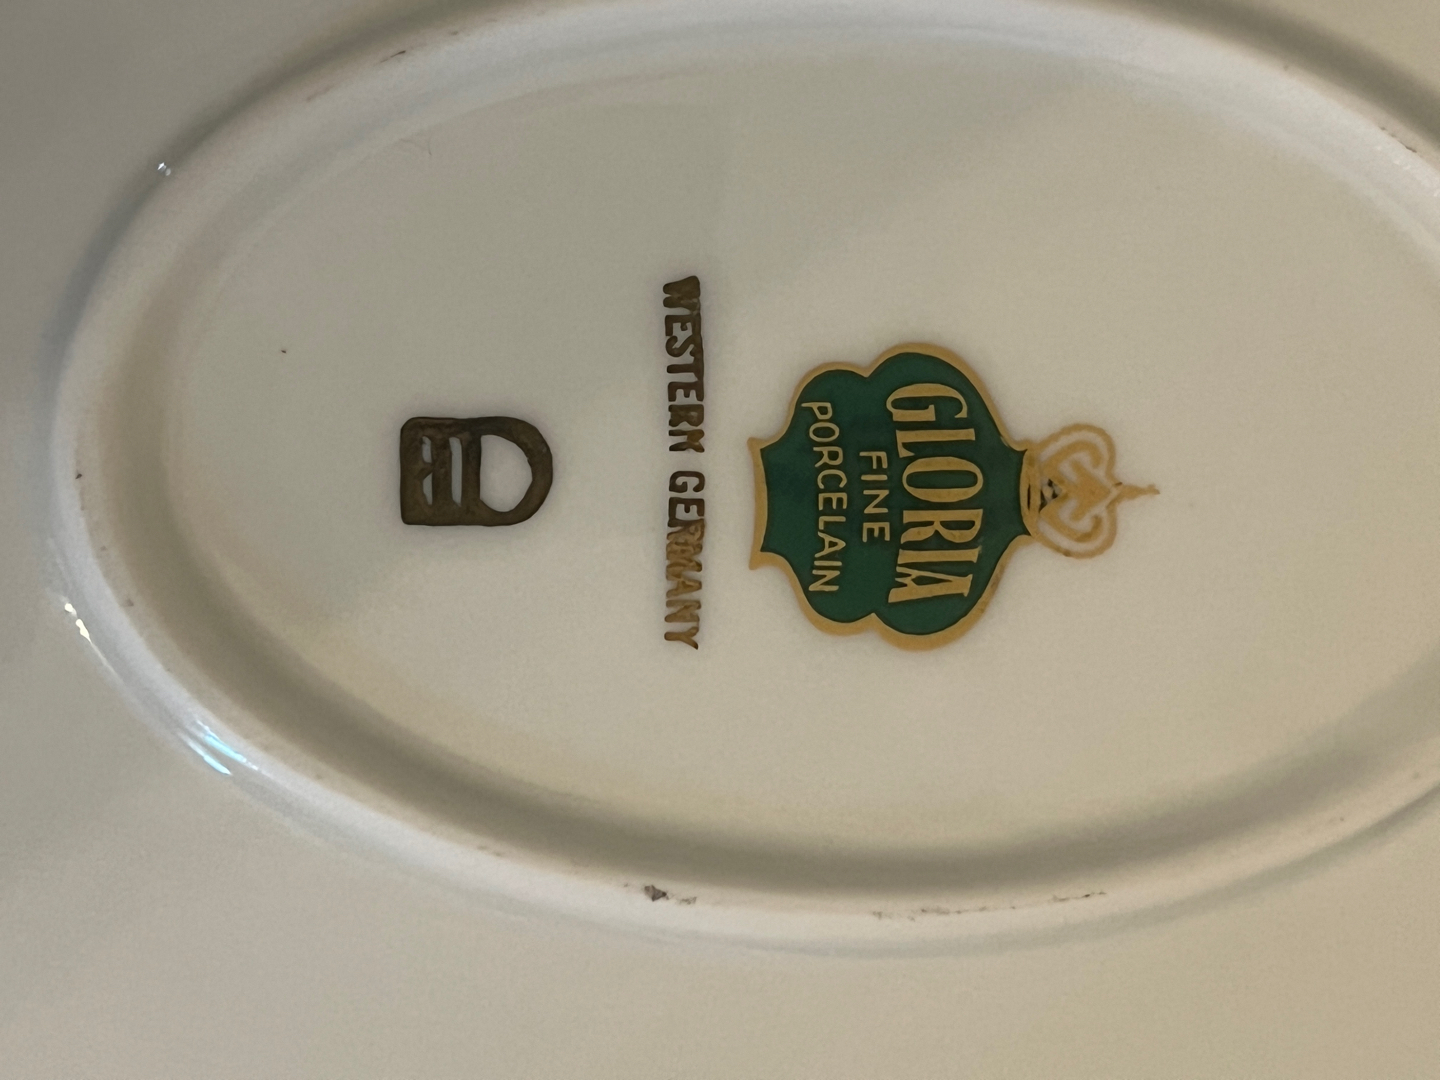 GLORIA
FINE
PORCELAIN
WESTERN GERMANY